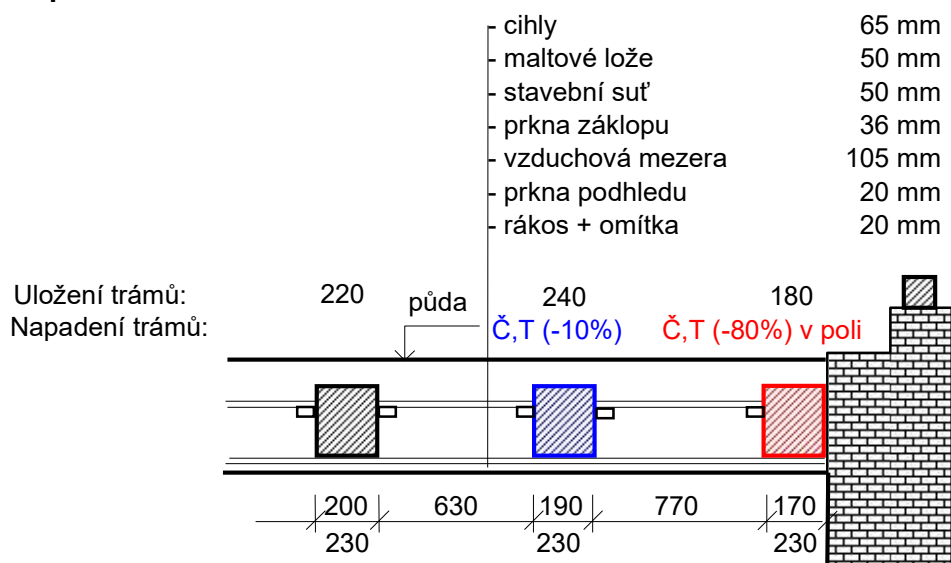 - cihly 65 mm
- maltové lože 50 mm
- stavební suť 50 mm
- prkna záklopu 36 mm
- vzduchová mezera 105 mm
- prkna podhledu 20 mm
- rákos + omítka 20 mm
Uložení trámů: 220 240 180
Napadení trámů: Č,T (-10%) Č,T (-80%) v poli
půda
200 630 190 770 170
230 230 230